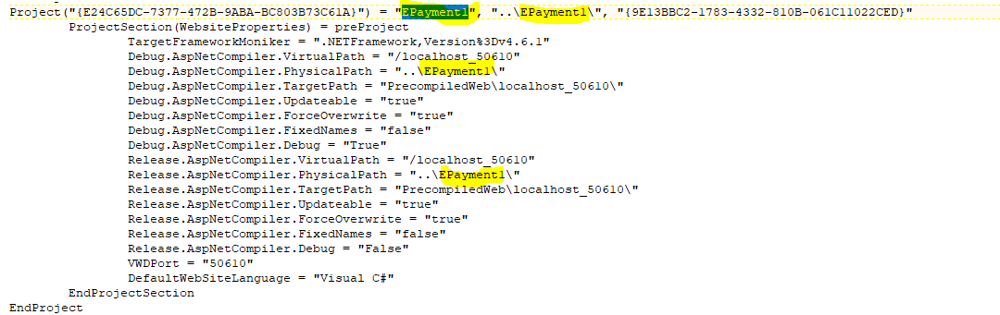 Project("{E24C65DC-7377-472B-9ABA-BC803B73C61A}") = "EPayment1", "..\EPayment1\", "{9E13BBC2-1783-4332-810B-061C11022CED}"
ProjectSection(WebsiteProperties) = preProject
TargetFrameworkMoniker = ".NETFramework,Version%3Dv4.6.1"
Debug.AspNetCompiler.VirtualPath = "/localhost_50610"
Debug.AspNetCompiler.PhysicalPath = "..\EPayment1\"
Debug.AspNetCompiler.TargetPath = "PrecompiledWeb\localhost_50610\"
Debug.AspNetCompiler.Updateable = "true"
Debug.AspNetCompiler.ForceOverwrite = "true"
Debug.AspNetCompiler.FixedNames = "false"
Debug.AspNetCompiler.Debug = "True"
Release.AspNetCompiler.VirtualPath = "/localhost_50610"
Release.AspNetCompiler.PhysicalPath = "..\EPayment1\"
Release.AspNetCompiler.TargetPath = "PrecompiledWeb\localhost_50610\"
Release.AspNetCompiler.Updateable = "true"
Release.AspNetCompiler.ForceOverwrite = "true"
Release.AspNetCompiler.FixedNames = "false"
Release.AspNetCompiler.Debug = "False"
VWDPort = "50610"
DefaultWebSiteLanguage = "Visual C#"
EndProjectSection
EndProject